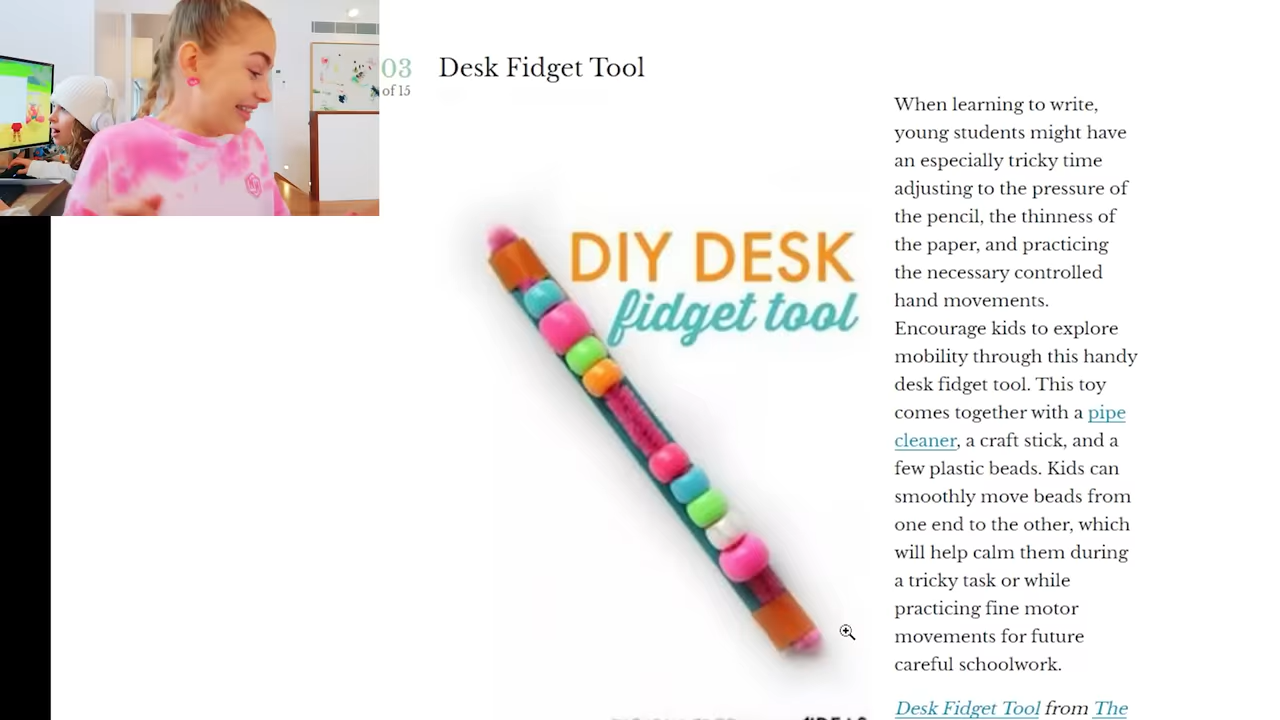 03
of 15
Desk Fidget Tool
DIY DESK
fidget tool
When learning to write,
young students might have
an especially tricky time
adjusting to the pressure of
the pencil, the thinness of
the paper, and practicing
the necessary controlled
hand movements.
Encourage kids to explore
mobility through this handy
desk fidget tool. This toy
comes together with a pipe
cleaner, a craft stick, and a
few plastic beads. Kids can
smoothly move beads from
one end to the other, which
will help calm them during
a tricky task or while
practicing fine motor
movements for future
careful schoolwork.
Desk Fidget Tool from The